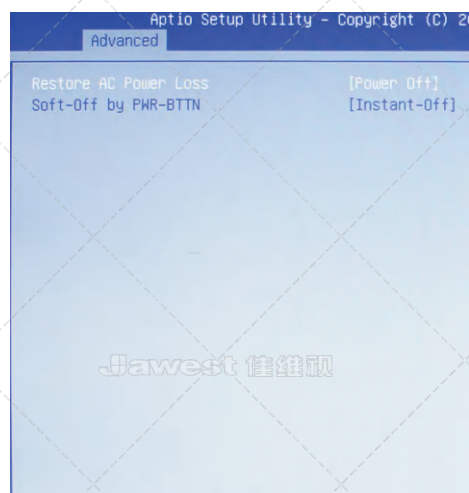 Aptio Setup Utility – Copyright (C) 20
Advanced
Restore AC Power Loss [Power Off]
Soft-Off by PWR-BTTN [Instant-Off]
Jawest 佳维视